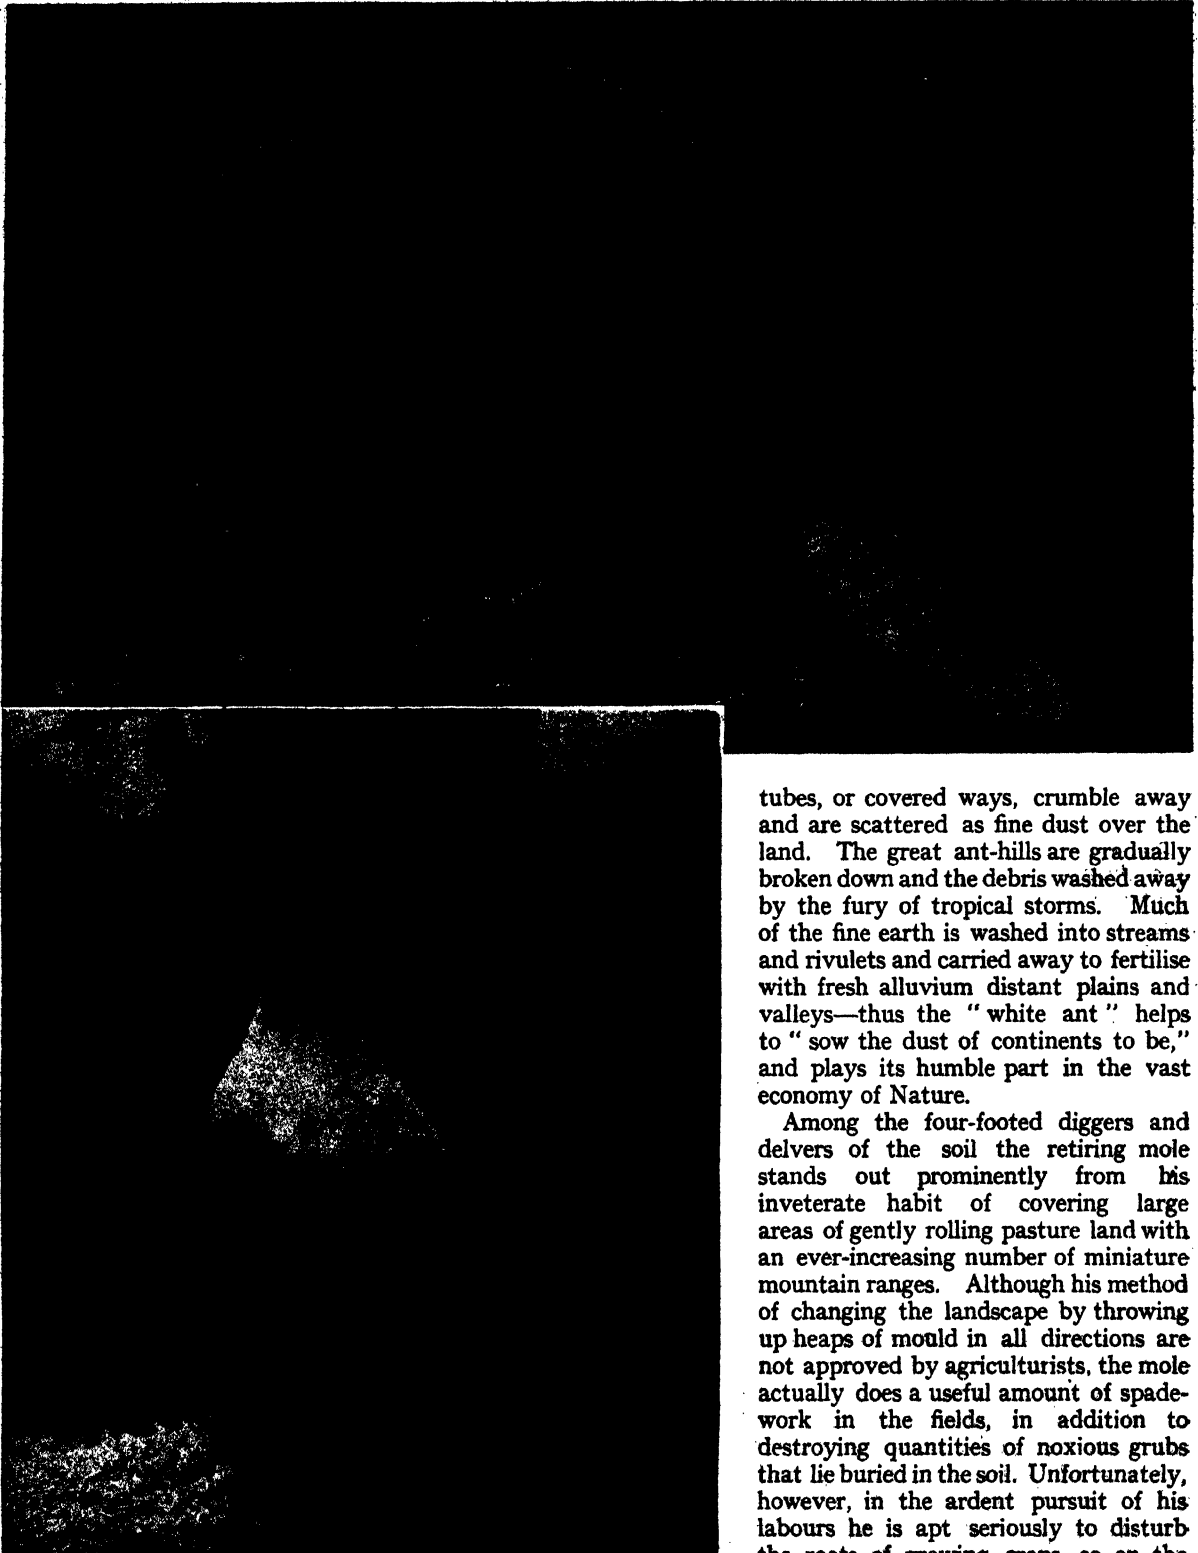 tubes, or covered ways, crumble away
and are scattered as fine dust over the
land. The great ant-hills are gradually
broken down and the debris washed away
by the fury of tropical storms. Much
of the fine earth is washed into streams
and rivulets and carried away to fertilise
with fresh alluvium distant plains and
valleys—thus the “ white ant ” helps
to “ sow the dust of continents to be,”
and plays its humble part in the vast
economy of Nature.
Among the four-footed diggers and
delvers of the soil the retiring mole
stands out prominently from his
inveterate habit of covering large
areas of gently rolling pasture land with
an ever-increasing number of miniature
mountain ranges. Although his method
of changing the landscape by throwing
up heaps of mould in all directions are
not approved by agriculturists, the mole
actually does a useful amount of spade-
work in the fields, in addition to
destroying quantities of noxious grubs
that lie buried in the soil. Unfortunately,
however, in the ardent pursuit of his
labours he is apt seriously to disturb